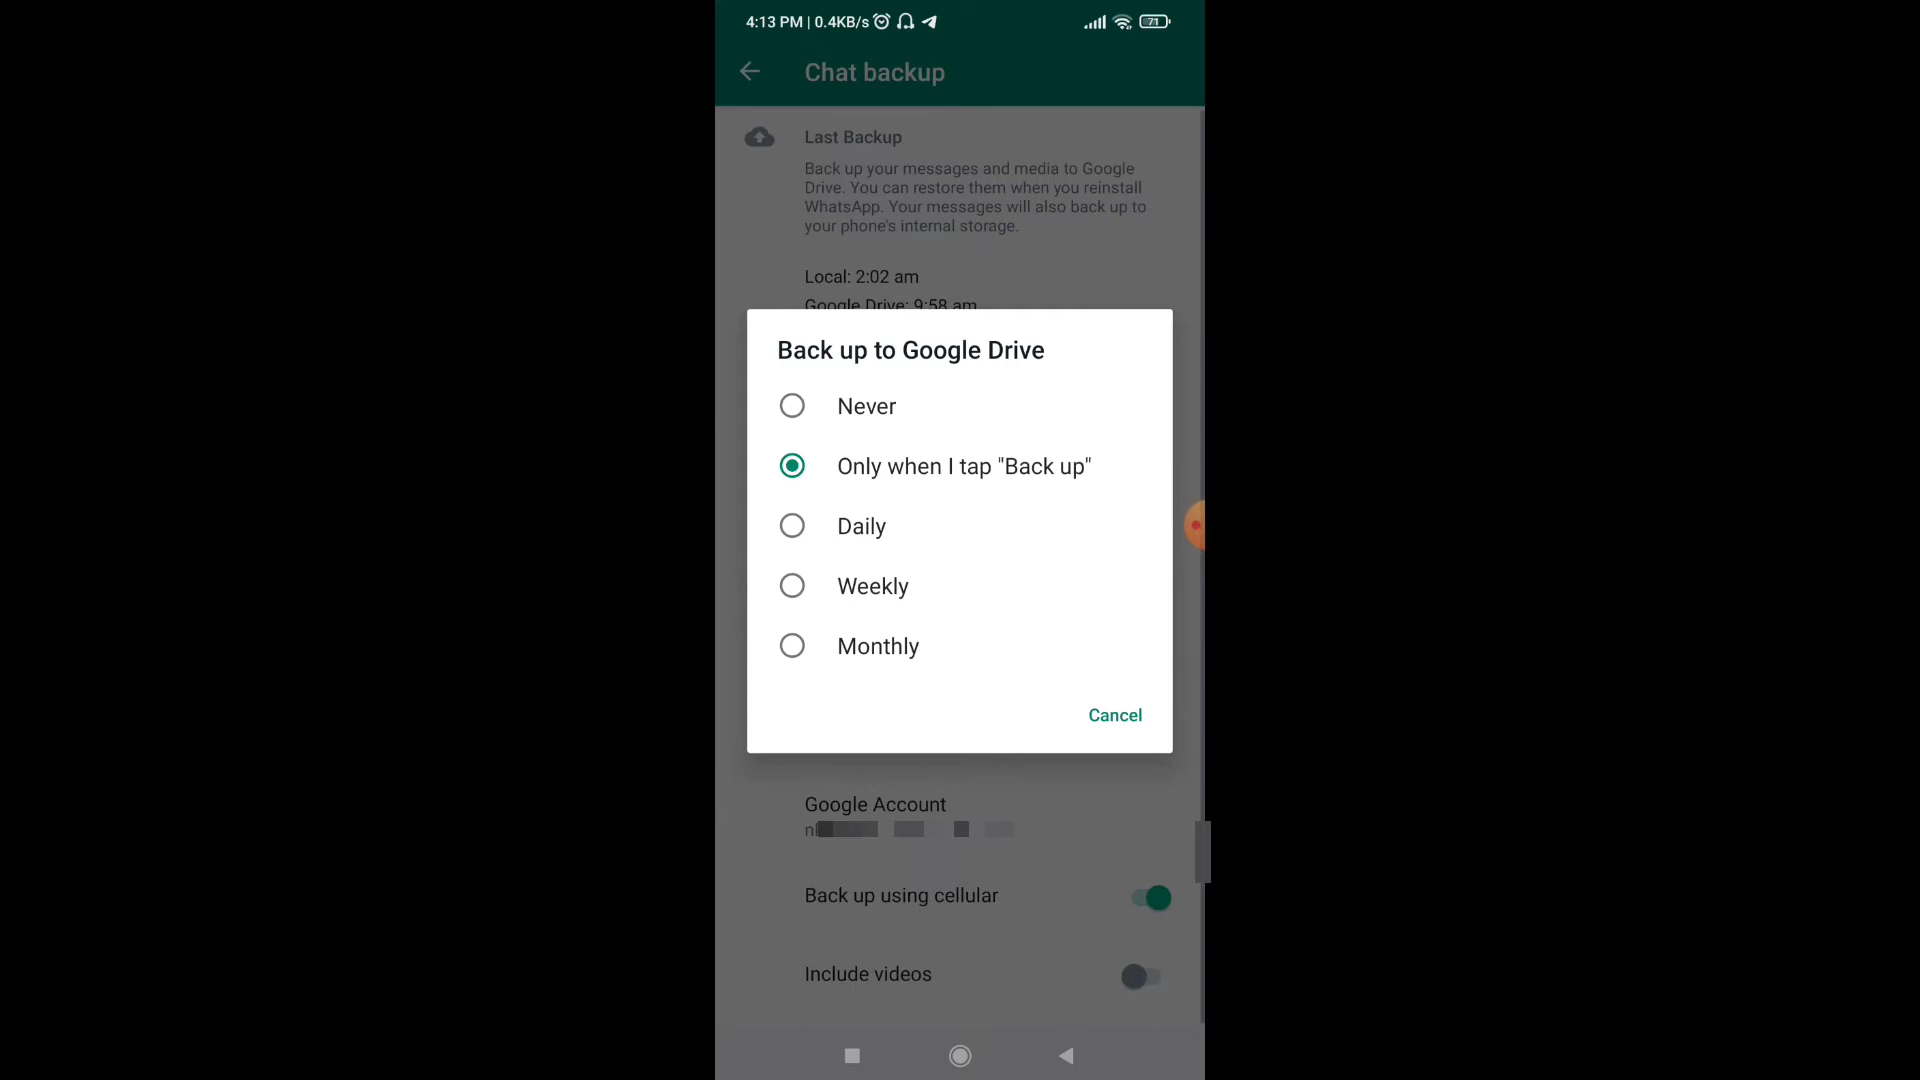 4:13 PM | 0.4KB/s
71
Chat backup
Last Backup
Back up your messages and media to Google
Drive. You can restore them when you reinstall
WhatsApp. Your messages will also back up to
your phone's internal storage.
Local: 2:02 am
Google Drive: 9:58 am
Back up to Google Drive
Never
Only when I tap "Back up"
Daily
Weekly
Monthly
Cancel
Google Account
Back up using cellular
Include videos